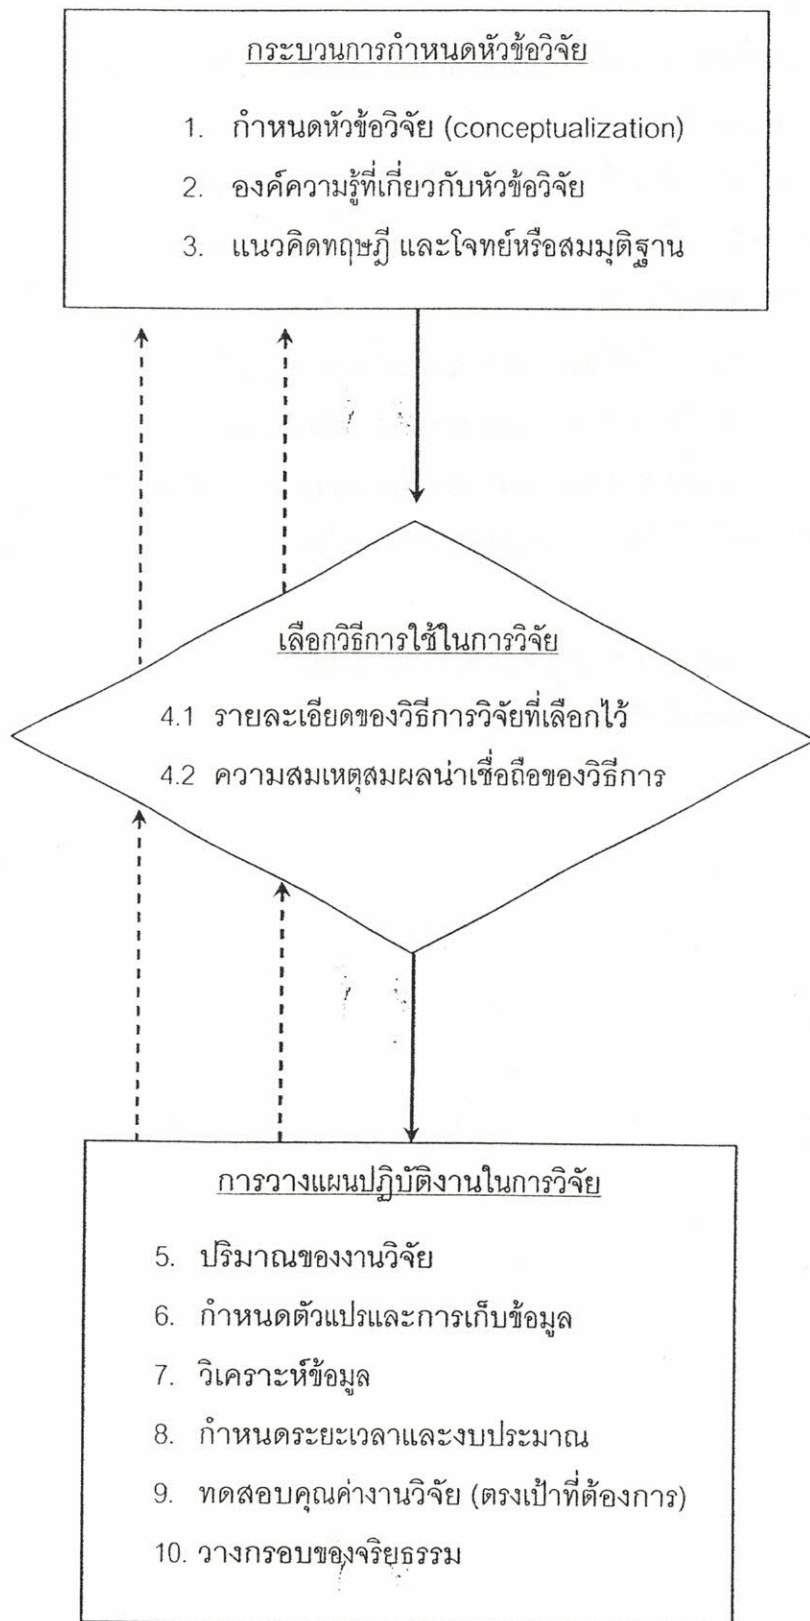 กระบวนการกำหนดหัวข้อวิจัย
1. กำหนดหัวข้อวิจัย (conceptualization)
2. องค์ความรู้ที่เกี่ยวกับหัวข้อวิจัย
3. แนวคิดทฤษฎี และโจทย์หรือสมมุติฐาน
เลือกวิธีการใช้ในการวิจัย
4.1 รายละเอียดของวิธีการวิจัยที่เลือกไว้
4.2 ความสมเหตุสมผลน่าเชื่อถือของวิธีการ
การวางแผนปฏิบัติงานในการวิจัย
5. ปริมาณของงานวิจัย
6. กำหนดตัวแปรและการเก็บข้อมูล
7. วิเคราะห์ข้อมูล
8. กำหนดระยะเวลาและงบประมาณ
9. ทดสอบคุณค่างานวิจัย (ตรงเป้าที่ต้องการ)
10. วางกรอบของจริยธรรม